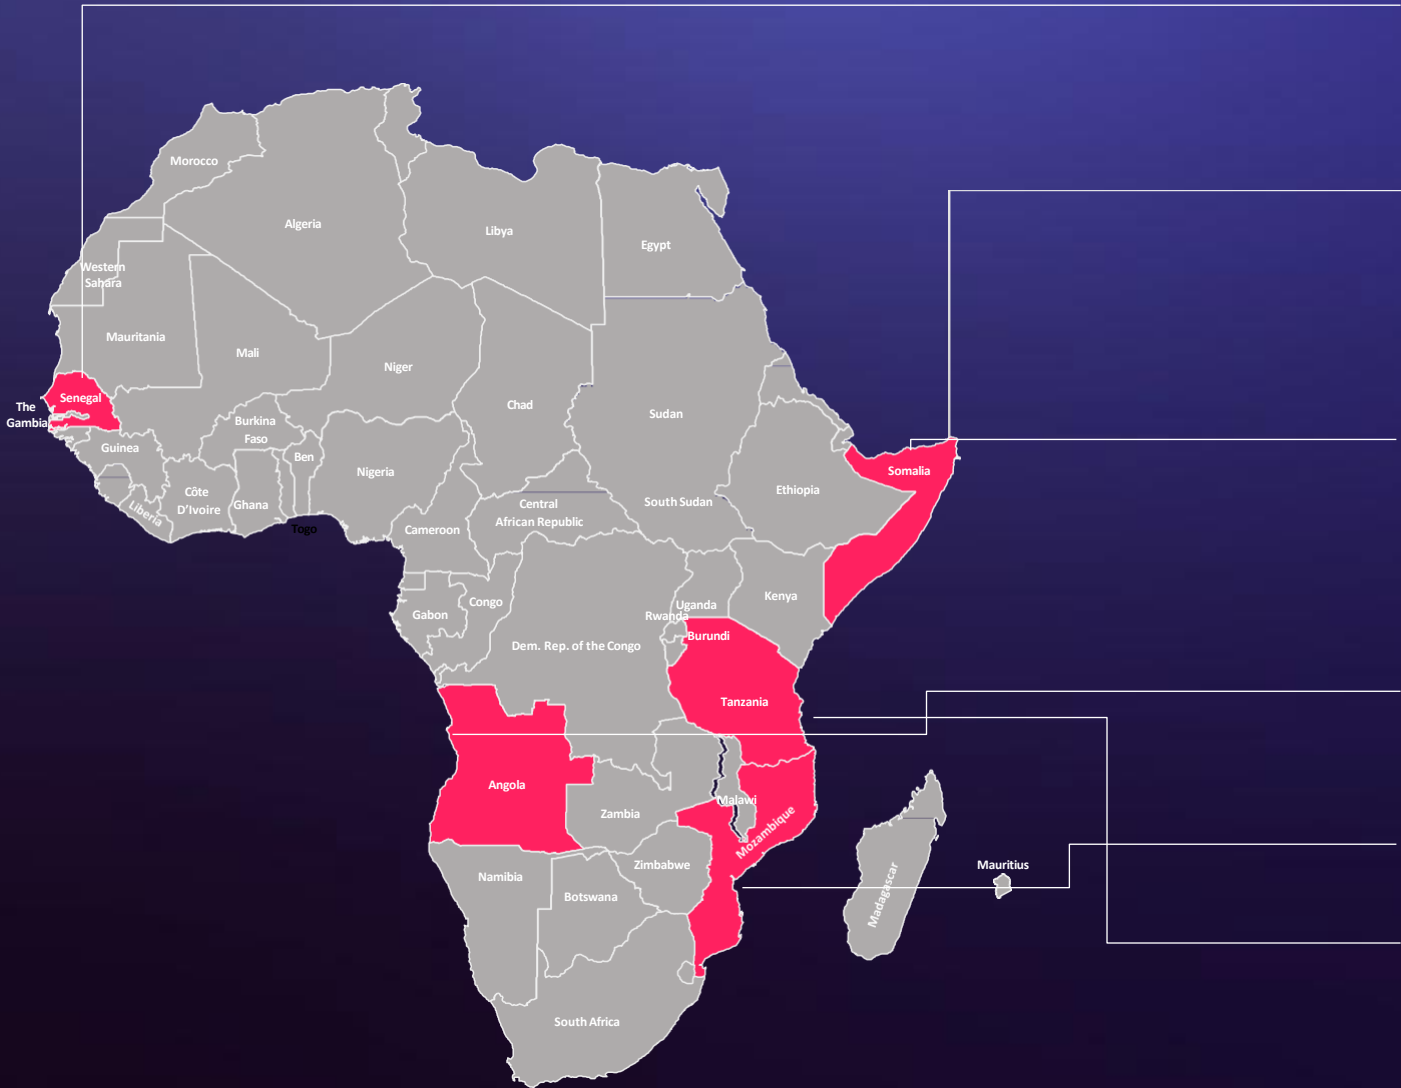 Morocco
Algeria
Libya
Egypt
Western
Sahara
Mauritania
Mali
Niger
Chad
Sudan
Senegal
The
Gambia
Burkina
Faso
Guinea
Ben
Nigeria
Somalia
Ethiopia
Côte
D'Ivoire
Ghana
Liberia
Togo
South Sudan
Central
African Republic
Cameroon
Kenya
Uganda
Congo
Gabon
Rwanda
Burundi
Dem. Rep. of the Congo
Tanzania
Angola
Malawi
Zambia
Mozambique
Zimbabwe
Mauritius
Namibia
Botswana
Madagascar
South Africa